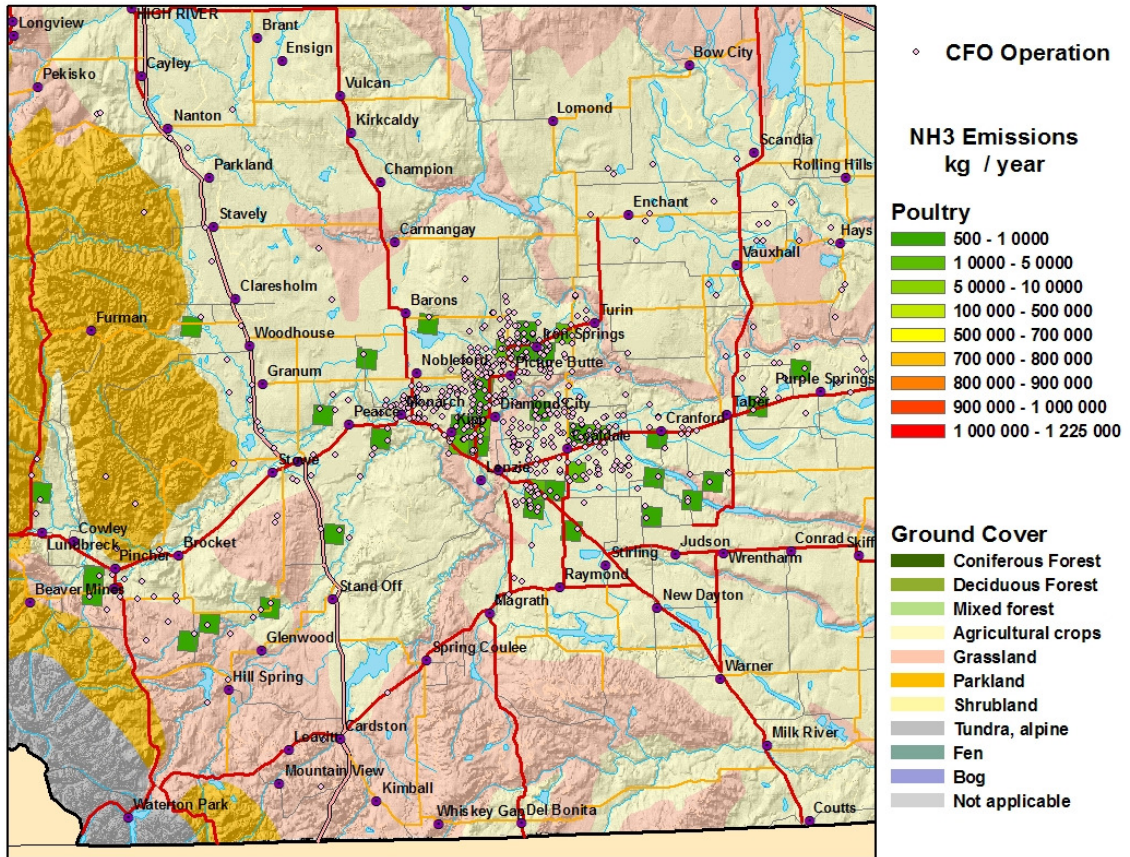 HIGH RIVER
Longview
Brant
Ensign
Cayley
Bow City
Pekisko
Vulcan
Lomond
Nanton
Kirkcaldy
Scandia
Rolling Hills
Parkland
Champion
Enchant
Stavely
Carmangay
Hays
Vauxhall
Claresholm
Barons
Turin
Furman
Woodhouse
Iron Springs
Nobleford
Picture Butte
Granum
Purple Springs
Monarch
Diamond City
Pearce
Cranford
Taber
Kipp
Coaldale
Stowe
Lenzie
Cowley
Lundbreck
Pincher
Brocket
Stirling
Judson
Conrad
Skiff
Wrentham
Beaver Mines
Stand Off
Raymond
Magrath
New Dayton
Glenwood
Spring Coulee
Hill Spring
Warner
Cardston
Leavitt
Milk River
Mountain View
Kimball
Waterton Park
Whiskey Gap
Del Bonita
Coutts
CFO Operation
NH3 Emissions
kg / year
Poultry
500 - 1 0000
1 0000 - 5 0000
5 0000 - 10 0000
100 000 - 500 000
500 000 - 700 000
700 000 - 800 000
800 000 - 900 000
900 000 - 1 000 000
1 000 000 - 1 225 000
Ground Cover
Coniferous Forest
Deciduous Forest
Mixed forest
Agricultural crops
Grassland
Parkland
Shrubland
Tundra, alpine
Fen
Bog
Not applicable